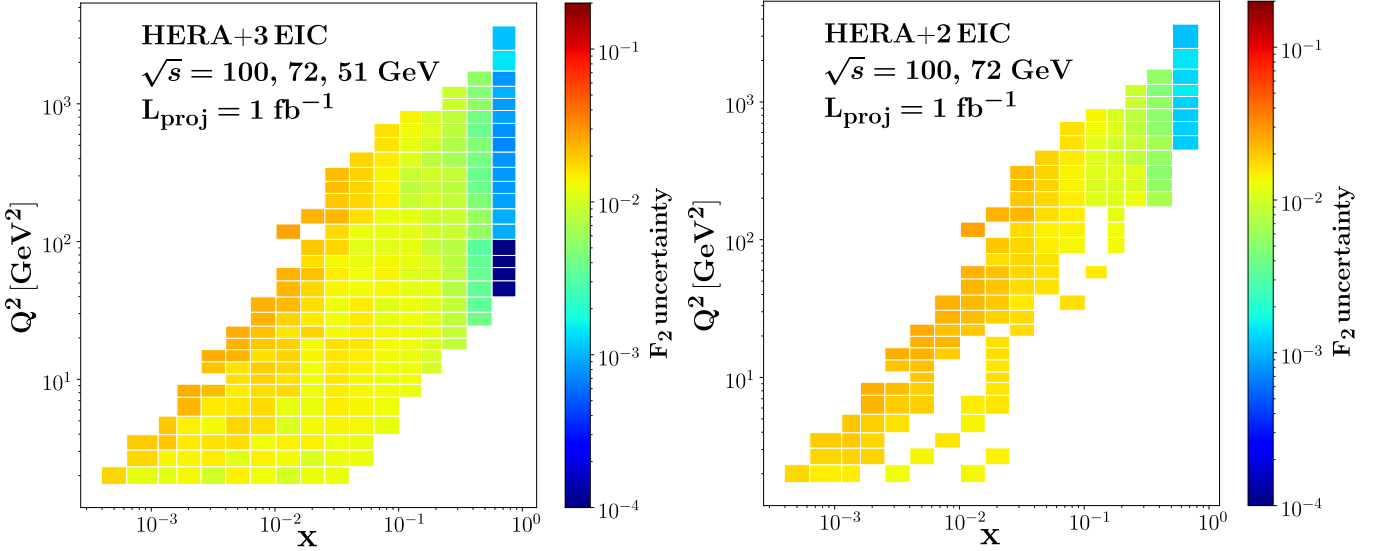 HERA+3 EIC
√s = 100, 72, 51 GeV
L_proj = 1 fb⁻¹
Q² [GeV²]
10³
10²
10¹
10⁻³
10⁻²
10⁻¹
10⁰
x
10⁻¹
10⁻²
10⁻³
10⁻⁴
F₂ uncertainty
HERA+2 EIC
√s = 100, 72 GeV
L_proj = 1 fb⁻¹
Q² [GeV²]
10³
10²
10¹
10⁻³
10⁻²
10⁻¹
10⁰
x
10⁻¹
10⁻²
10⁻³
10⁻⁴
F₂ uncertainty